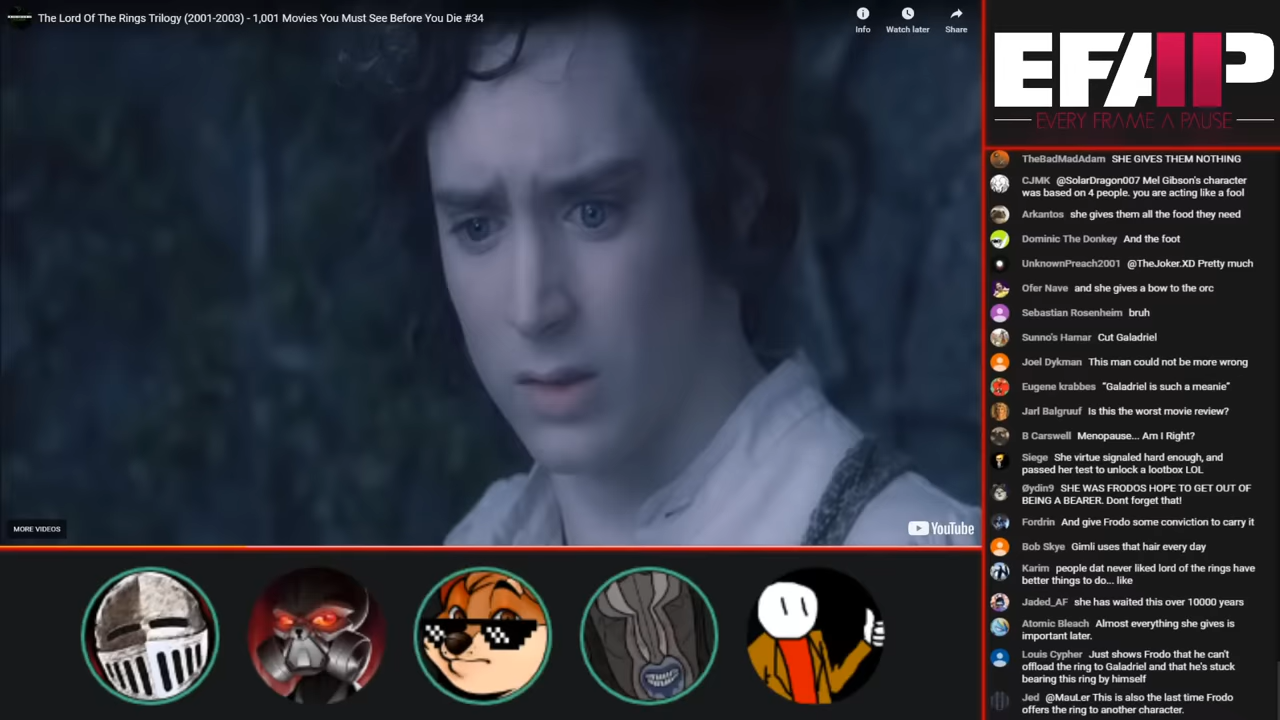 The Lord Of The Rings Trilogy (2001-2003) - 1,001 Movies You Must See Before You Die #34
Info
Watch later
Share
MORE VIDEOS
YouTube
EFAP
EVERY FRAME A PAUSE
TheBadMadAdam SHE GIVES THEM NOTHING
CJMK @SolarDragon007 Mel Gibson's character
was based on 4 people. you are acting like a fool
Arkantos she gives them all the food they need
Dominic The Donkey And the foot
UnknownPreach2001 @TheJoker.XD Pretty much
Ofer Nave and she gives a bow to the orc
Sebastian Rosenheim bruh
Sunno's Hamar Cut Galadriel
Joel Dykman This man could not be more wrong
Eugene krabbes "Galadriel is such a meanie"
Jarl Balgruuf Is this the worst movie review?
B Carswell Menopause... Am I Right?
Siege She virtue signaled hard enough, and
passed her test to unlock a lootbox LOL
Øydin9 SHE WAS FRODOS HOPE TO GET OUT OF
BEING A BEARER. Dont forget that!
Fordrin And give Frodo some conviction to carry it
Bob Skye Gimli uses that hair every day
Karim people dat never liked lord of the rings have
better things to do... like
Jaded_AF she has waited this over 10000 years
Atomic Bleach Almost everything she gives is
important later.
Louis Cypher Just shows Frodo that he can't
offload the ring to Galadriel and that he's stuck
bearing this ring by himself
Jed @MauLer This is also the last time Frodo
offers the ring to another character.